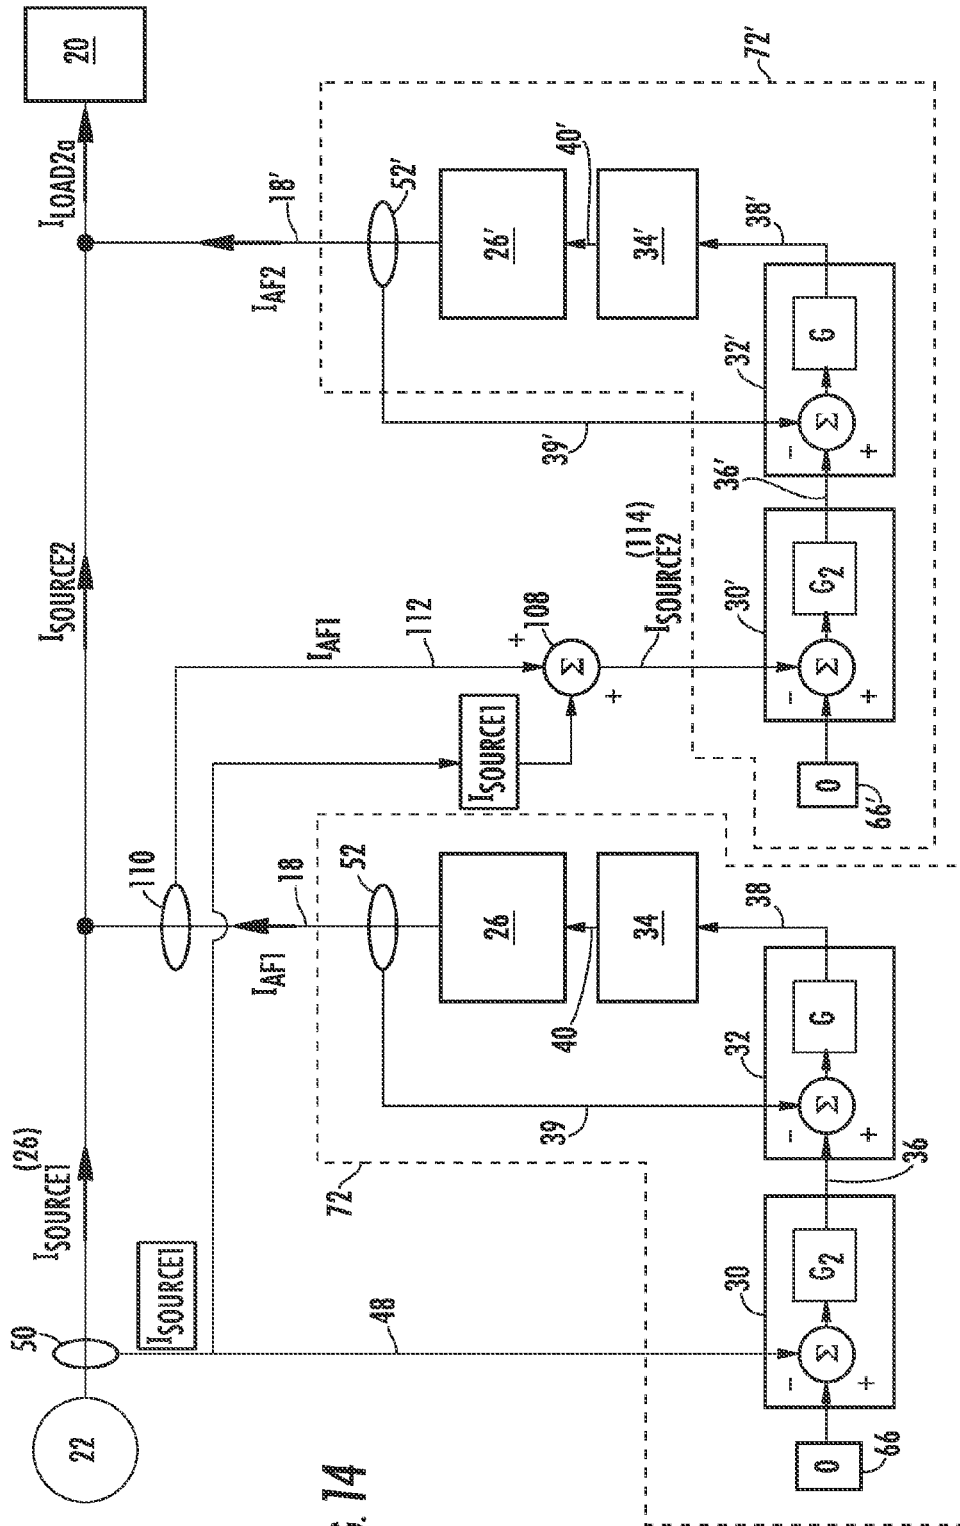 22
50
I_SOURCE1 (26)
I_SOURCE2
I_LOAD2a
20
I_SOURCE1
110
I_AF1
112
I_AF2
18'
I_AF1
18
48
72
52
39
26
40
34
38
I_SOURCE1
+
108
Σ
+
(114)
I_SOURCE2
39'
52'
26'
40'
34'
38'
72'
66
0
30
-
Σ
+
G2
36
32
-
Σ
+
G
66'
0
30'
-
Σ
+
G2
36'
32'
-
Σ
+
G
. 14